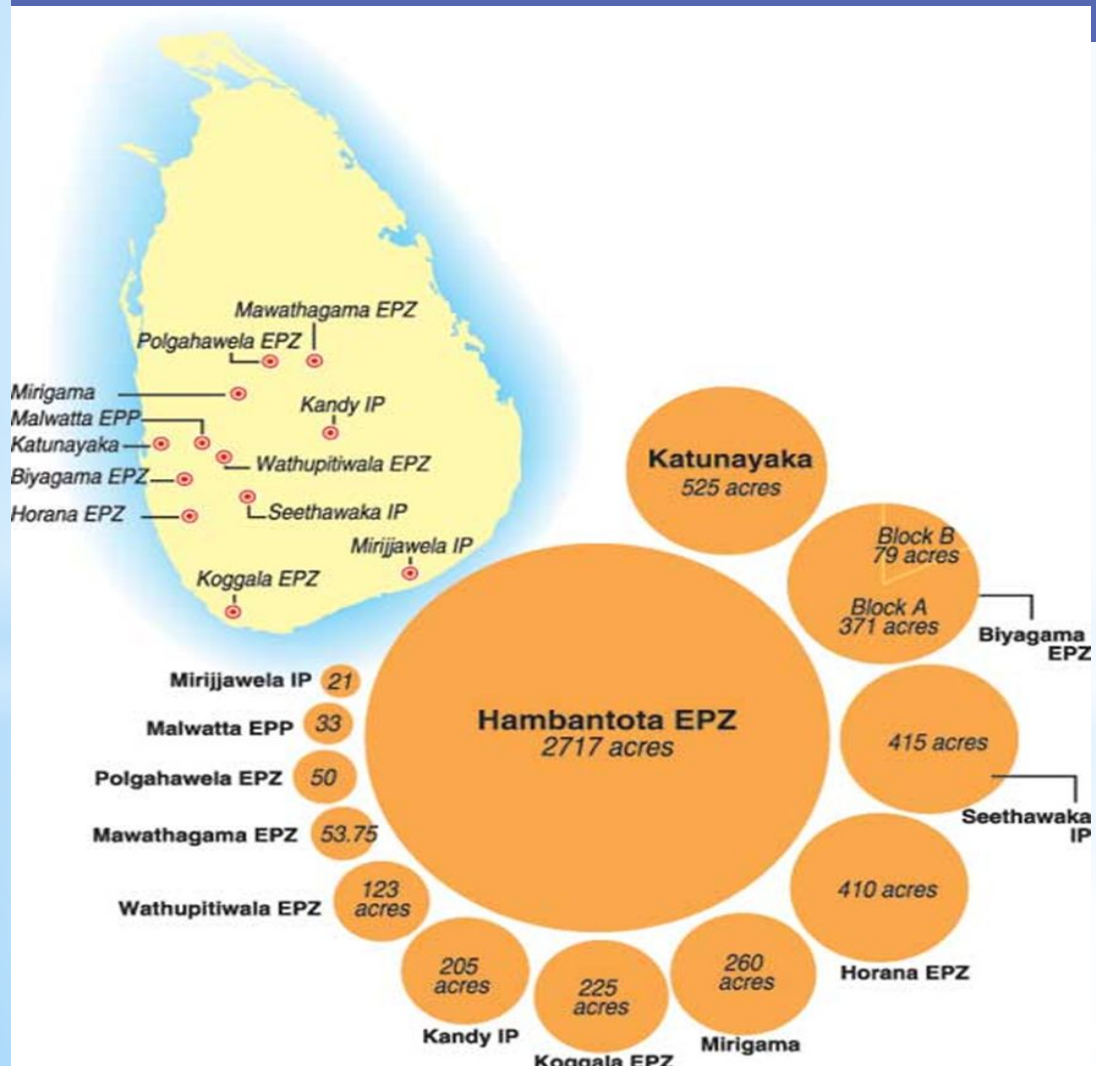 Mawathagama EPZ
Polgahawela EPZ
Mirigama
Kandy IP
Malwatta EPP
Katunayaka
Wathupitiwala EPZ
Biyagama EPZ
Seethawaka IP
Horana EPZ
Mirijjawela IP
Koggala EPZ
Katunayaka
525 acres
Block B
79 acres
Block A
371 acres
Biyagama
EPZ
Hambantota EPZ
2717 acres
415 acres
Seethawaka
IP
410 acres
Horana EPZ
260
acres
Mirigama
225
acres
Koggala EPZ
205
acres
Kandy IP
123
acres
Wathupitiwala EPZ
53.75
Mawathagama EPZ
50
Polgahawela EPZ
33
Malwatta EPP
21
Mirijjawela IP